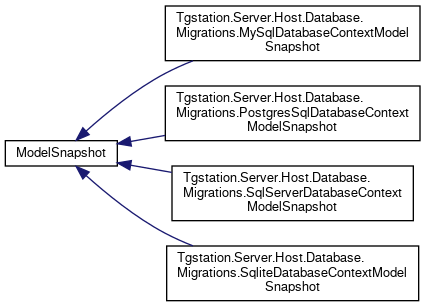 Tgstation.Server.Host.Database.
Migrations.MySqlDatabaseContextModel
Snapshot
Tgstation.Server.Host.Database.
Migrations.PostgresSqlDatabaseContext
ModelSnapshot
ModelSnapshot
Tgstation.Server.Host.Database.
Migrations.SqlServerDatabaseContext
ModelSnapshot
Tgstation.Server.Host.Database.
Migrations.SqliteDatabaseContextModel
Snapshot